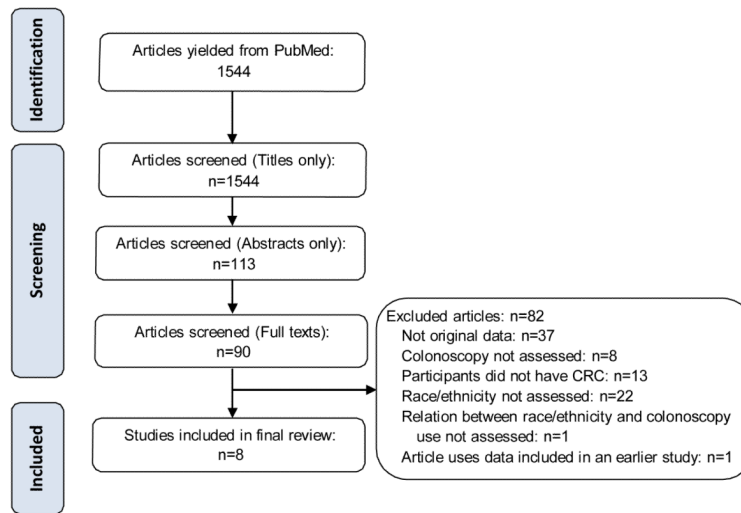 Identification
Articles yielded from PubMed:
1544
Screening
Articles screened (Titles only):
n=1544
Articles screened (Abstracts only):
n=113
Articles screened (Full texts):
n=90
Excluded articles: n=82
Not original data: n=37
Colonoscopy not assessed: n=8
Participants did not have CRC: n=13
Race/ethnicity not assessed: n=22
Relation between race/ethnicity and colonoscopy
use not assessed: n=1
Article uses data included in an earlier study: n=1
Included
Studies included in final review:
n=8